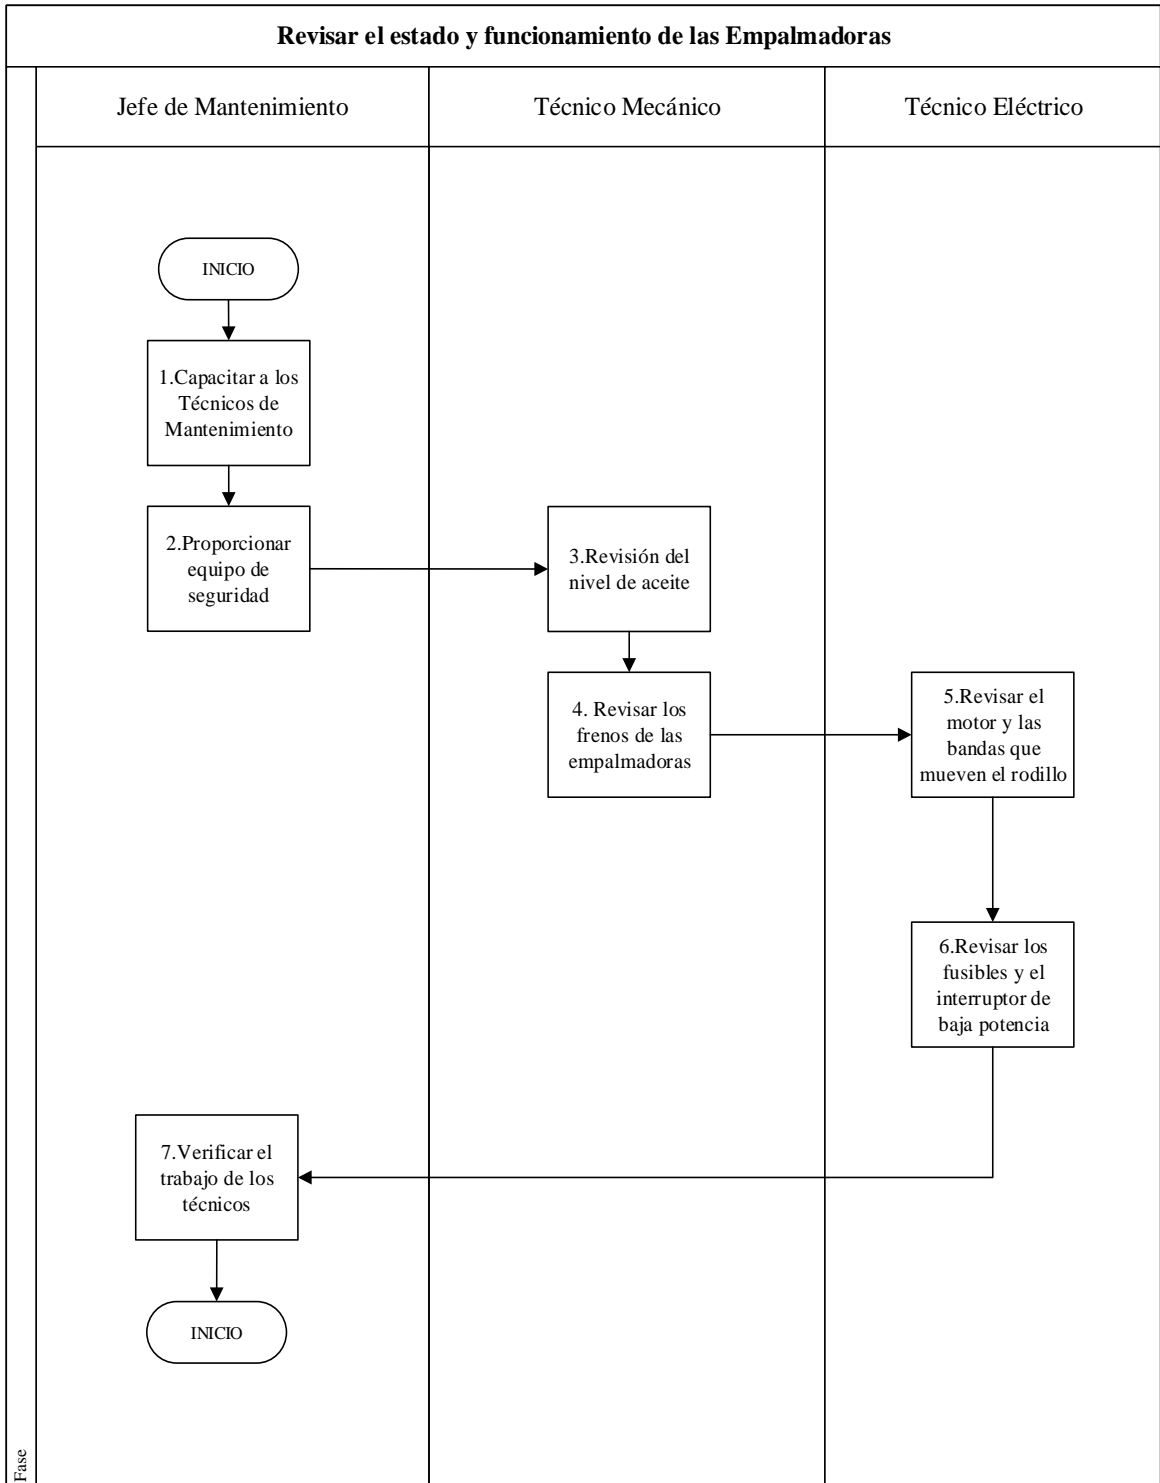 Revisar el estado y funcionamiento de las Empalmadoras
Jefe de Mantenimiento
Técnico Mecánico
Técnico Eléctrico
INICIO
1.Capacitar a los
Técnicos de
Mantenimiento
2.Proporcionar
equipo de
seguridad
3.Revisión del
nivel de aceite
4. Revisar los
frenos de las
empalmadoras
5.Revisar el
motor y las
bandas que
mueven el rodillo
6.Revisar los
fusibles y el
interruptor de
baja potencia
7.Verificar el
trabajo de los
técnicos
INICIO
Fase